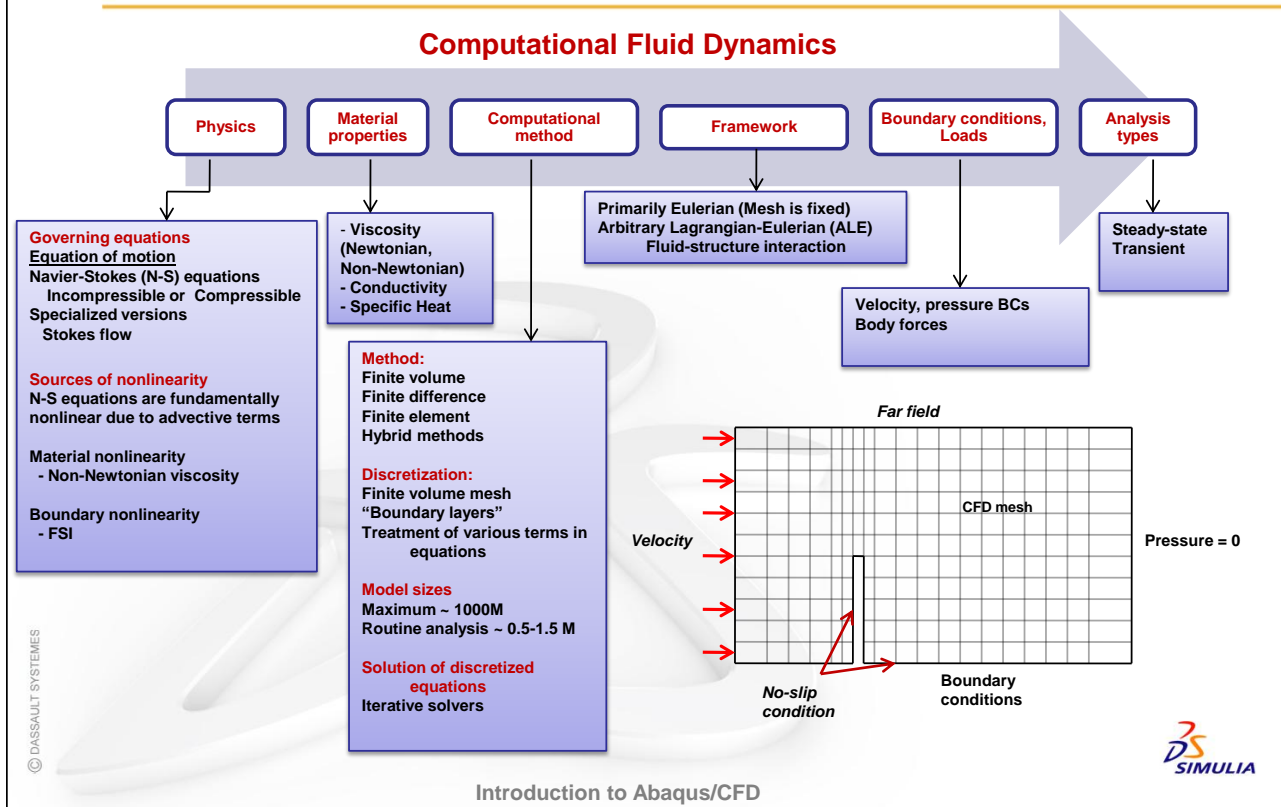 Computational Fluid Dynamics
Physics
Material
properties
Computational
method
Framework
Boundary conditions,
Loads
Analysis
types
Governing equations
Equation of motion
Navier-Stokes (N-S) equations
Incompressible or Compressible
Specialized versions
Stokes flow
Sources of nonlinearity
N-S equations are fundamentally
nonlinear due to advective terms
Material nonlinearity
- Non-Newtonian viscosity
Boundary nonlinearity
- FSI
- Viscosity
(Newtonian,
Non-Newtonian)
- Conductivity
- Specific Heat
Method:
Finite volume
Finite difference
Finite element
Hybrid methods
Discretization:
Finite volume mesh
“Boundary layers”
Treatment of various terms in
equations
Model sizes
Maximum ~ 1000M
Routine analysis ~ 0.5-1.5 M
Solution of discretized
equations
Iterative solvers
Primarily Eulerian (Mesh is fixed)
Arbitrary Lagrangian-Eulerian (ALE)
Fluid-structure interaction
Velocity, pressure BCs
Body forces
Steady-state
Transient
Far field
CFD mesh
Velocity
Pressure = 0
No-slip
condition
Boundary
conditions
© DASSAULT SYSTEMES
Introduction to Abaqus/CFD
SIMULIA